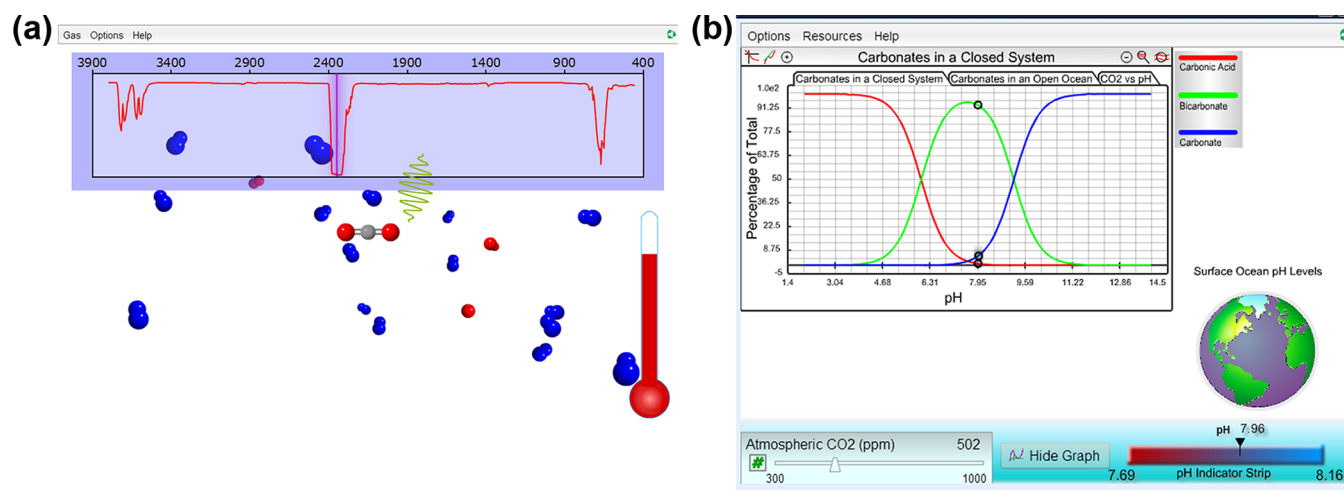 (a)
Gas Options Help
3900 3400 2900 2400 1900 1400 900 400
(b)
Options Resources Help
Carbonates in a Closed System
Carbonates in a Closed System Carbonates in an Open Ocean CO2 vs pH
Percentage of Total
1.0e2
91.25
77.5
63.75
50
36.25
22.5
8.75
-5
1.4 3.04 4.68 6.31 7.95 9.59 11.22 12.86 14.5
pH
Carbonic Acid
Bicarbonate
Carbonate
Surface Ocean pH Levels
Atmospheric CO2 (ppm) 502
#
300 1000
Hide Graph
pH 7.96
7.69 pH Indicator Strip 8.16